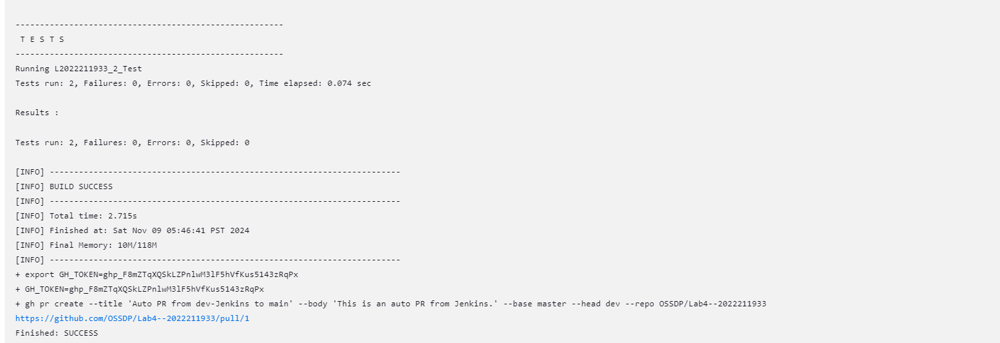 -------------------------------------------------------
T E S T S
-------------------------------------------------------
Running L2022211933_2_Test
Tests run: 2, Failures: 0, Errors: 0, Skipped: 0, Time elapsed: 0.074 sec
Results :
Tests run: 2, Failures: 0, Errors: 0, Skipped: 0
[INFO] ------------------------------------------------------------------------
[INFO] BUILD SUCCESS
[INFO] ------------------------------------------------------------------------
[INFO] Total time: 2.715s
[INFO] Finished at: Sat Nov 09 05:46:41 PST 2024
[INFO] Final Memory: 10M/118M
[INFO] ------------------------------------------------------------------------
+ export GH_TOKEN=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
+ GH_TOKEN=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
+ gh pr create --title 'Auto PR from dev-Jenkins to main' --body 'This is an auto PR from Jenkins.' --base master --head dev --repo OSSDP/Lab4--2022211933
https://github.com/OSSDP/Lab4--2022211933/pull/1
Finished: SUCCESS